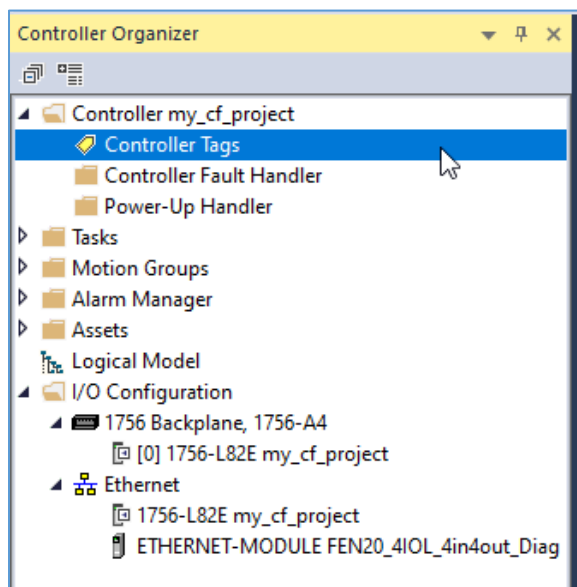 Controller Organizer
Controller my_cf_project
Controller Tags
Controller Fault Handler
Power-Up Handler
Tasks
Motion Groups
Alarm Manager
Assets
Logical Model
I/O Configuration
1756 Backplane, 1756-A4
[0] 1756-L82E my_cf_project
Ethernet
1756-L82E my_cf_project
ETHERNET-MODULE FEN20_4IOL_4in4out_Diag